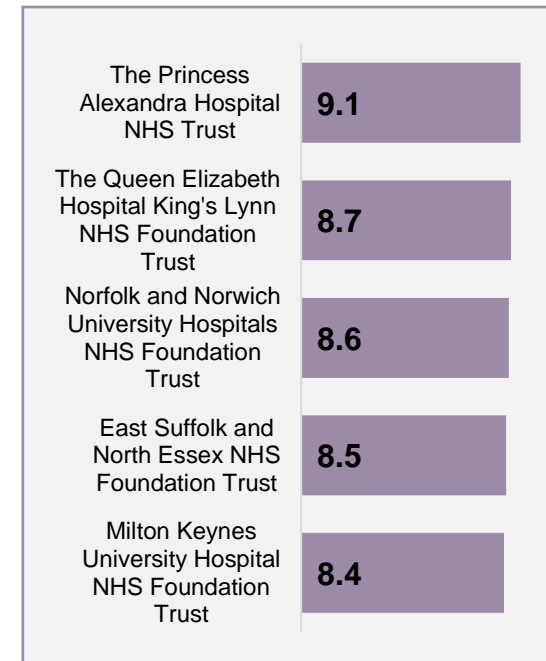 The Princess
Alexandra Hospital
NHS Trust
9.1
The Queen Elizabeth
Hospital King's Lynn
NHS Foundation
Trust
8.7
Norfolk and Norwich
University Hospitals
NHS Foundation
Trust
8.6
East Suffolk and
North Essex NHS
Foundation Trust
8.5
Milton Keynes
University Hospital
NHS Foundation
Trust
8.4